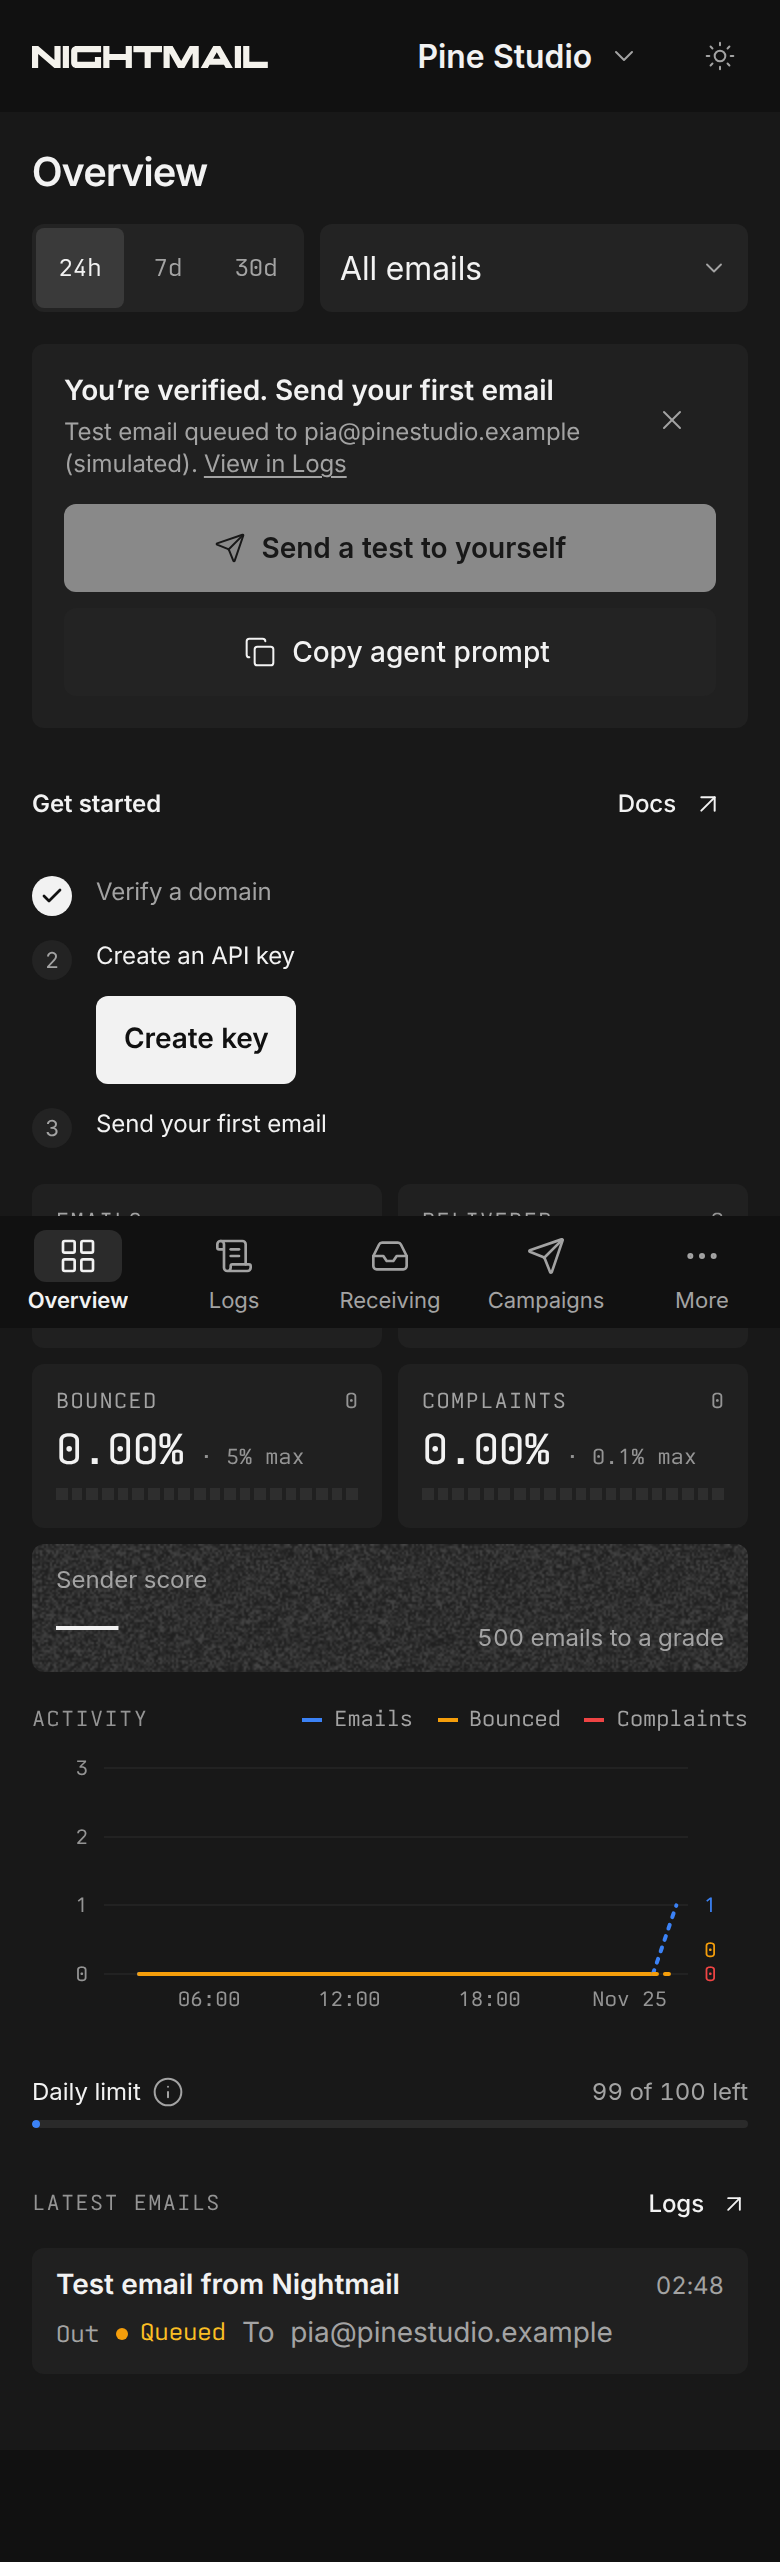 NIGHTMAIL
Pine Studio
Overview
24h 7d 30d
All emails
You’re verified. Send your first email
Test email queued to pia@pinestudio.example
(simulated). View in Logs
Send a test to yourself
Copy agent prompt
Get started
Docs
Verify a domain
2 Create an API key
Create key
3 Send your first email
Overview
Logs
Receiving
Campaigns
More
BOUNCED 0
0.00% · 5% max
COMPLAINTS 0
0.00% · 0.1% max
Sender score
500 emails to a grade
ACTIVITY
Emails Bounced Complaints
3
2
1 1
0
0 0
06:00 12:00 18:00 Nov 25
Daily limit 99 of 100 left
LATEST EMAILS
Logs
Test email from Nightmail 02:48
Out Queued To pia@pinestudio.example